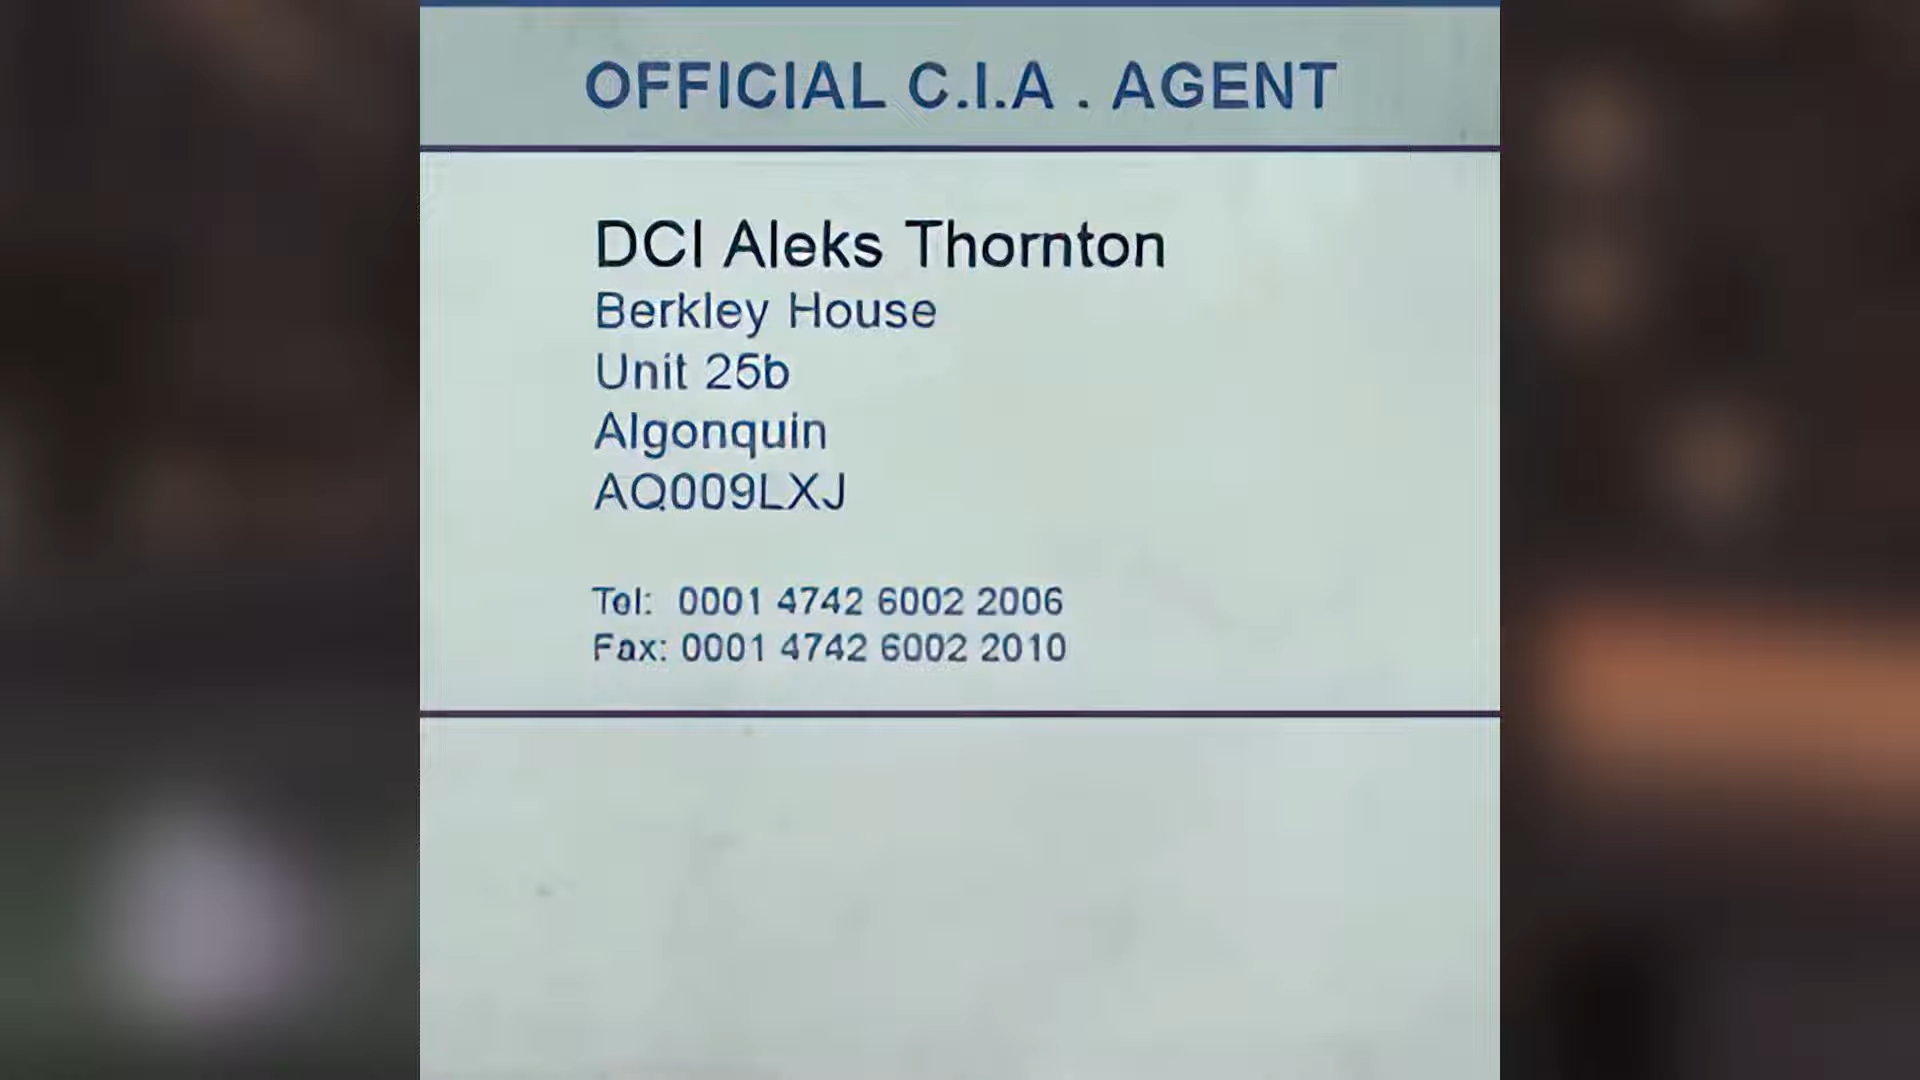 OFFICIAL C.I.A . AGENT
DCI Aleks Thornton
Berkley House
Unit 25b
Algonquin
AQ009LXJ
Tel: 0001 4742 6002 2006
Fax: 0001 4742 6002 2010